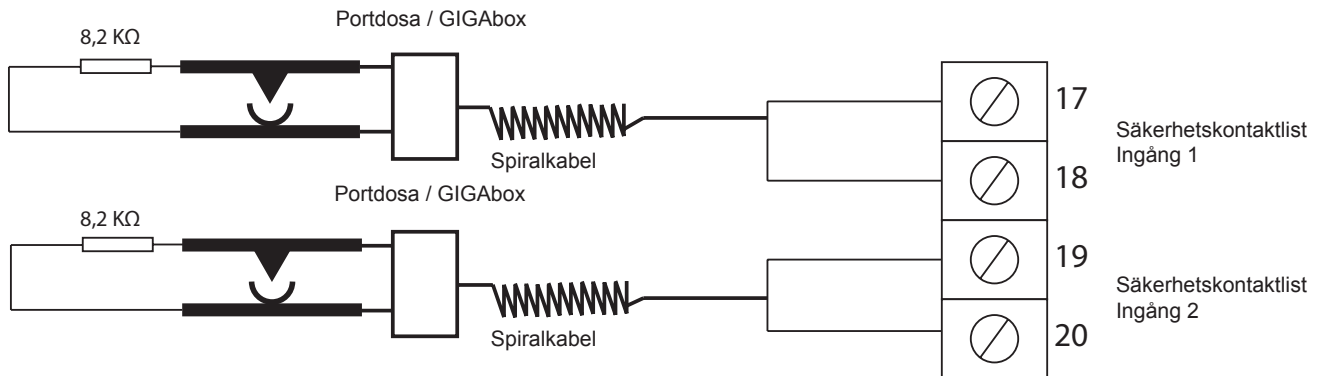 Portdosa / GIGAbox
8,2 KΩ
17
Säkerhetskontaktlist
Ingång 1
Spiralkabel
18
Portdosa / GIGAbox
8,2 KΩ
19
Säkerhetskontaktlist
Ingång 2
Spiralkabel
20